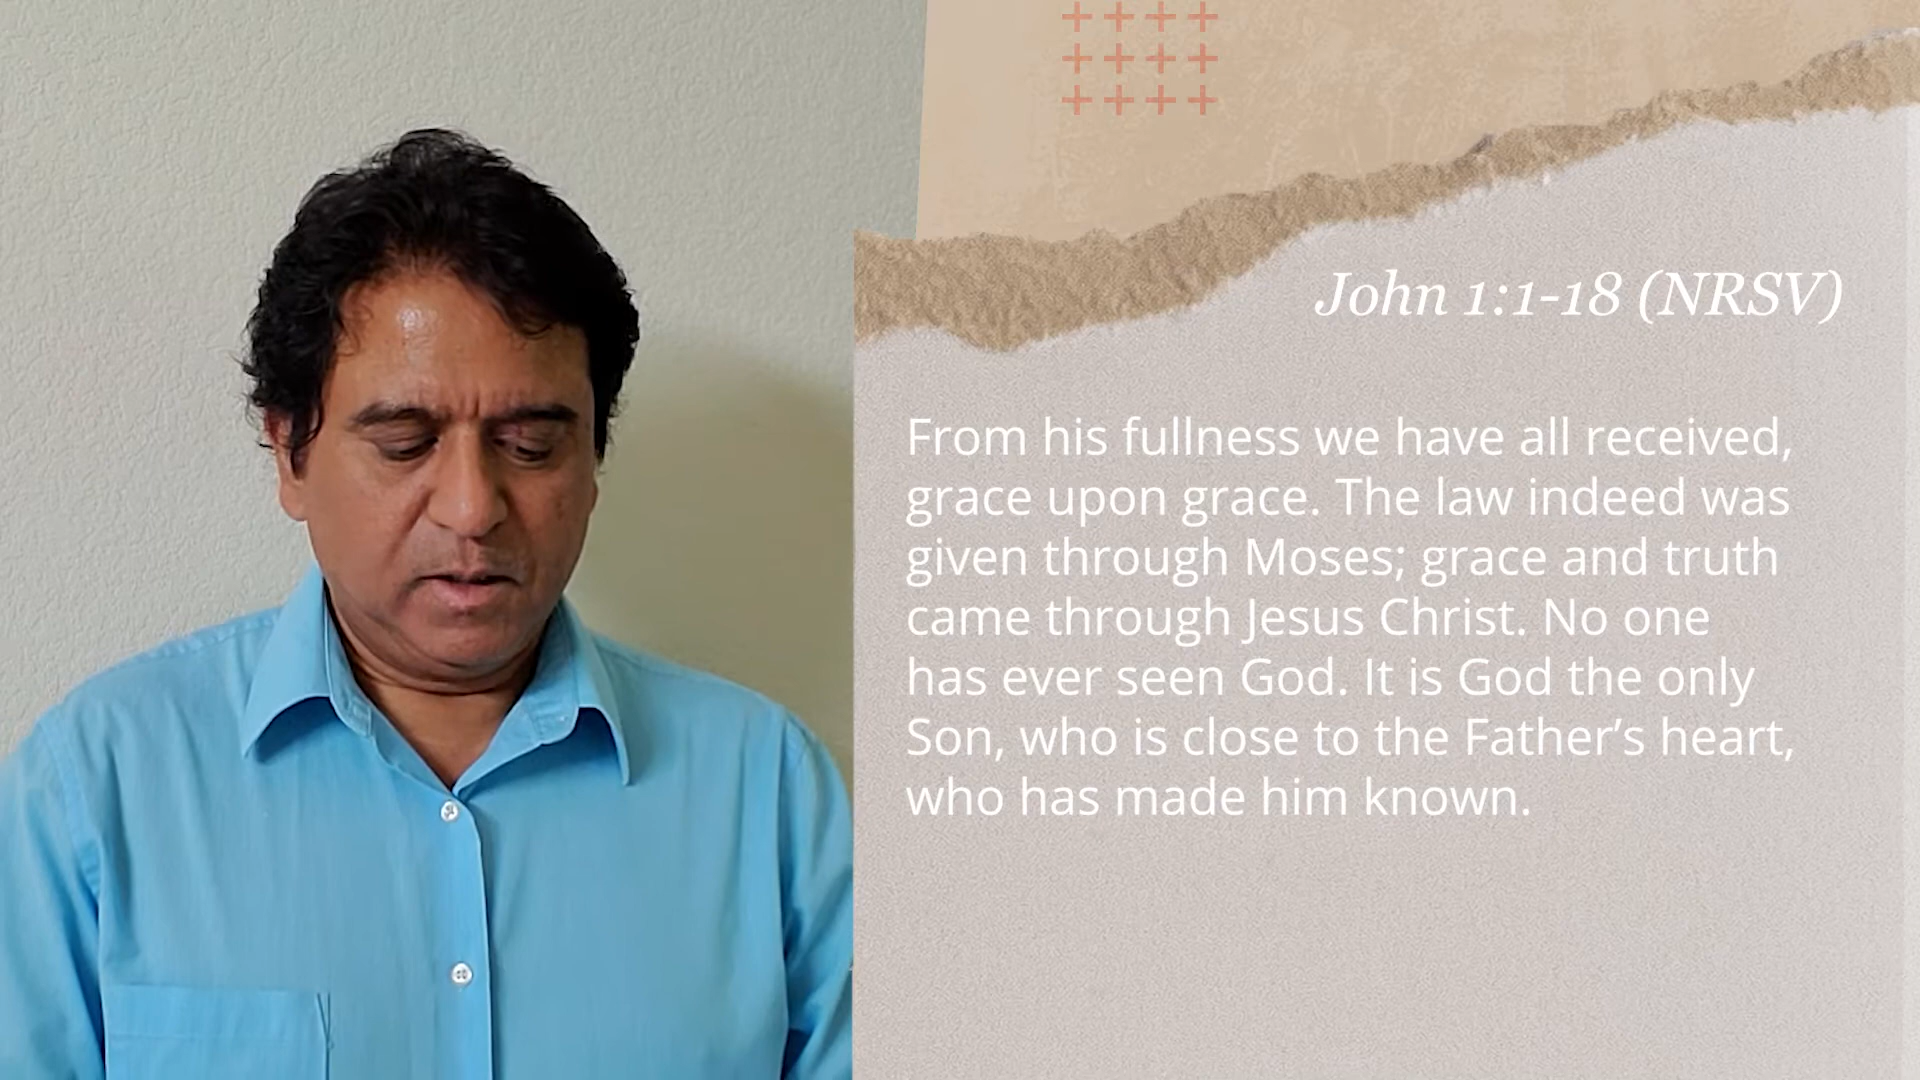 John 1:1-18 (NRSV)
From his fullness we have all received,
grace upon grace. The law indeed was
given through Moses; grace and truth
came through Jesus Christ. No one
has ever seen God. It is God the only
Son, who is close to the Father’s heart,
who has made him known.